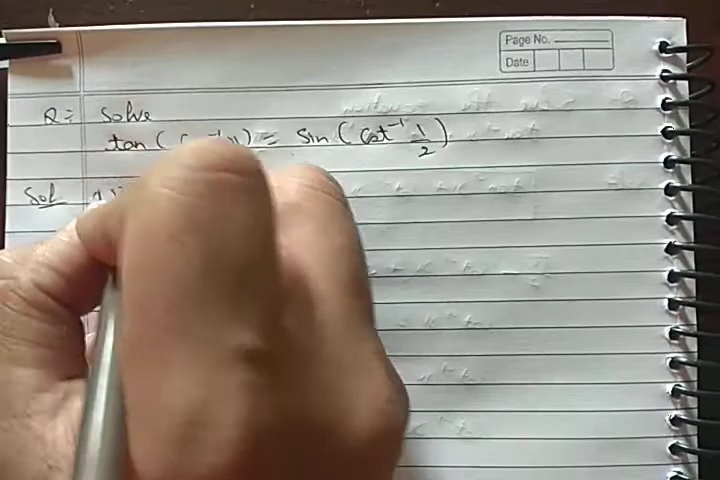 Page No.
Date
Q: Solve
tan ( = sin ( Cot⁻¹ 1/2 )
Sol